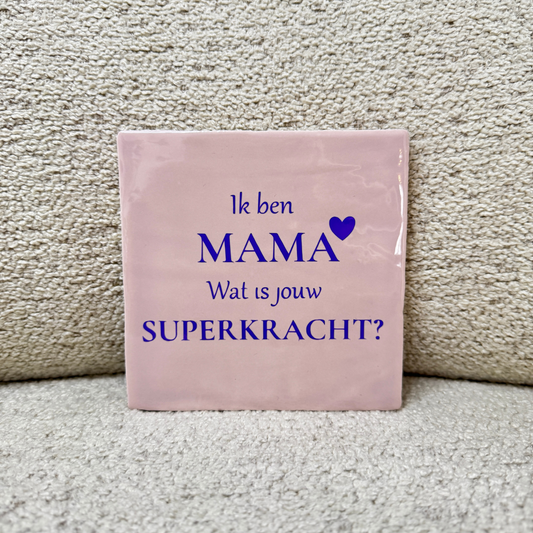 Ik ben
MAMA
Wat is jouw
SUPERKRACHT?